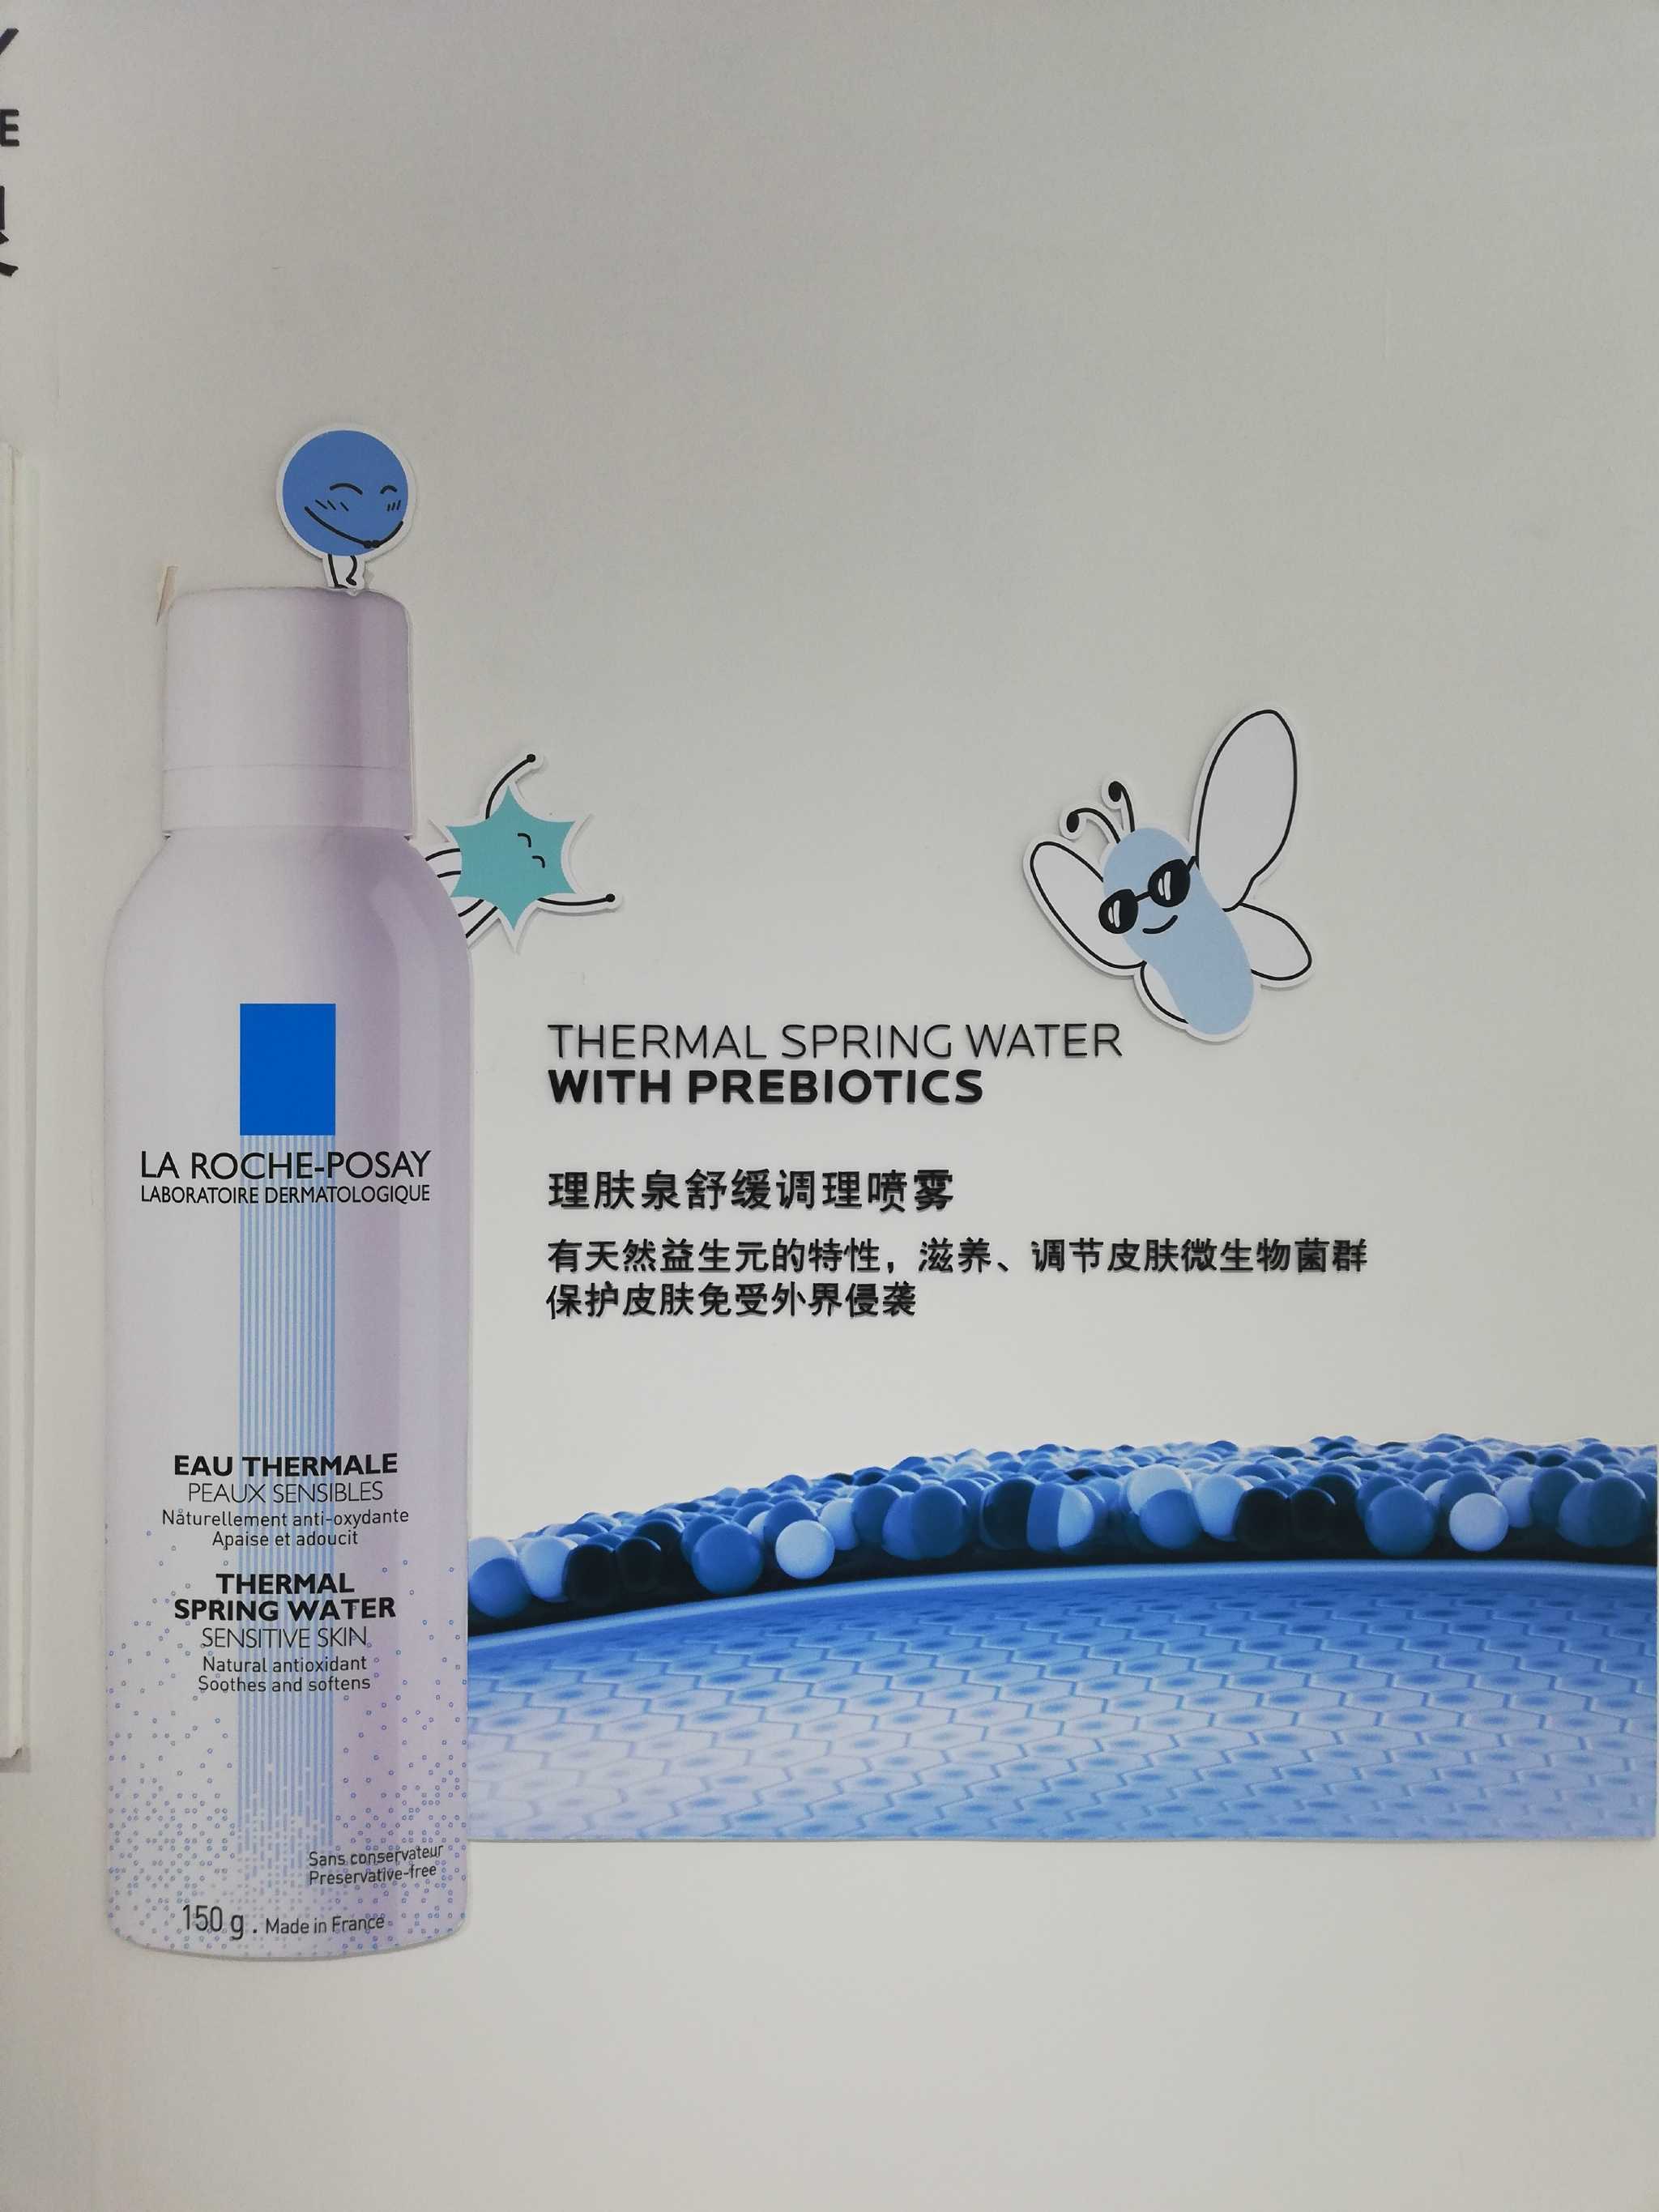 LA ROCHE-POSAY
LABORATOIRE DERMATOLOGIQUE
EAU THERMALE
PEAUX SENSIBLES
Naturellement anti-oxydante
Apaise et adoucit
THERMAL
SPRING WATER
SENSITIVE SKIN
Natural antioxidant
Soothes and softens
Sans conservateur
Preservative-free
150 g . Made in France
THERMAL SPRING WATER
WITH PREBIOTICS
理肤泉舒缓调理喷雾
有天然益生元的特性，滋养、调节皮肤微生物菌群
保护皮肤免受外界侵袭